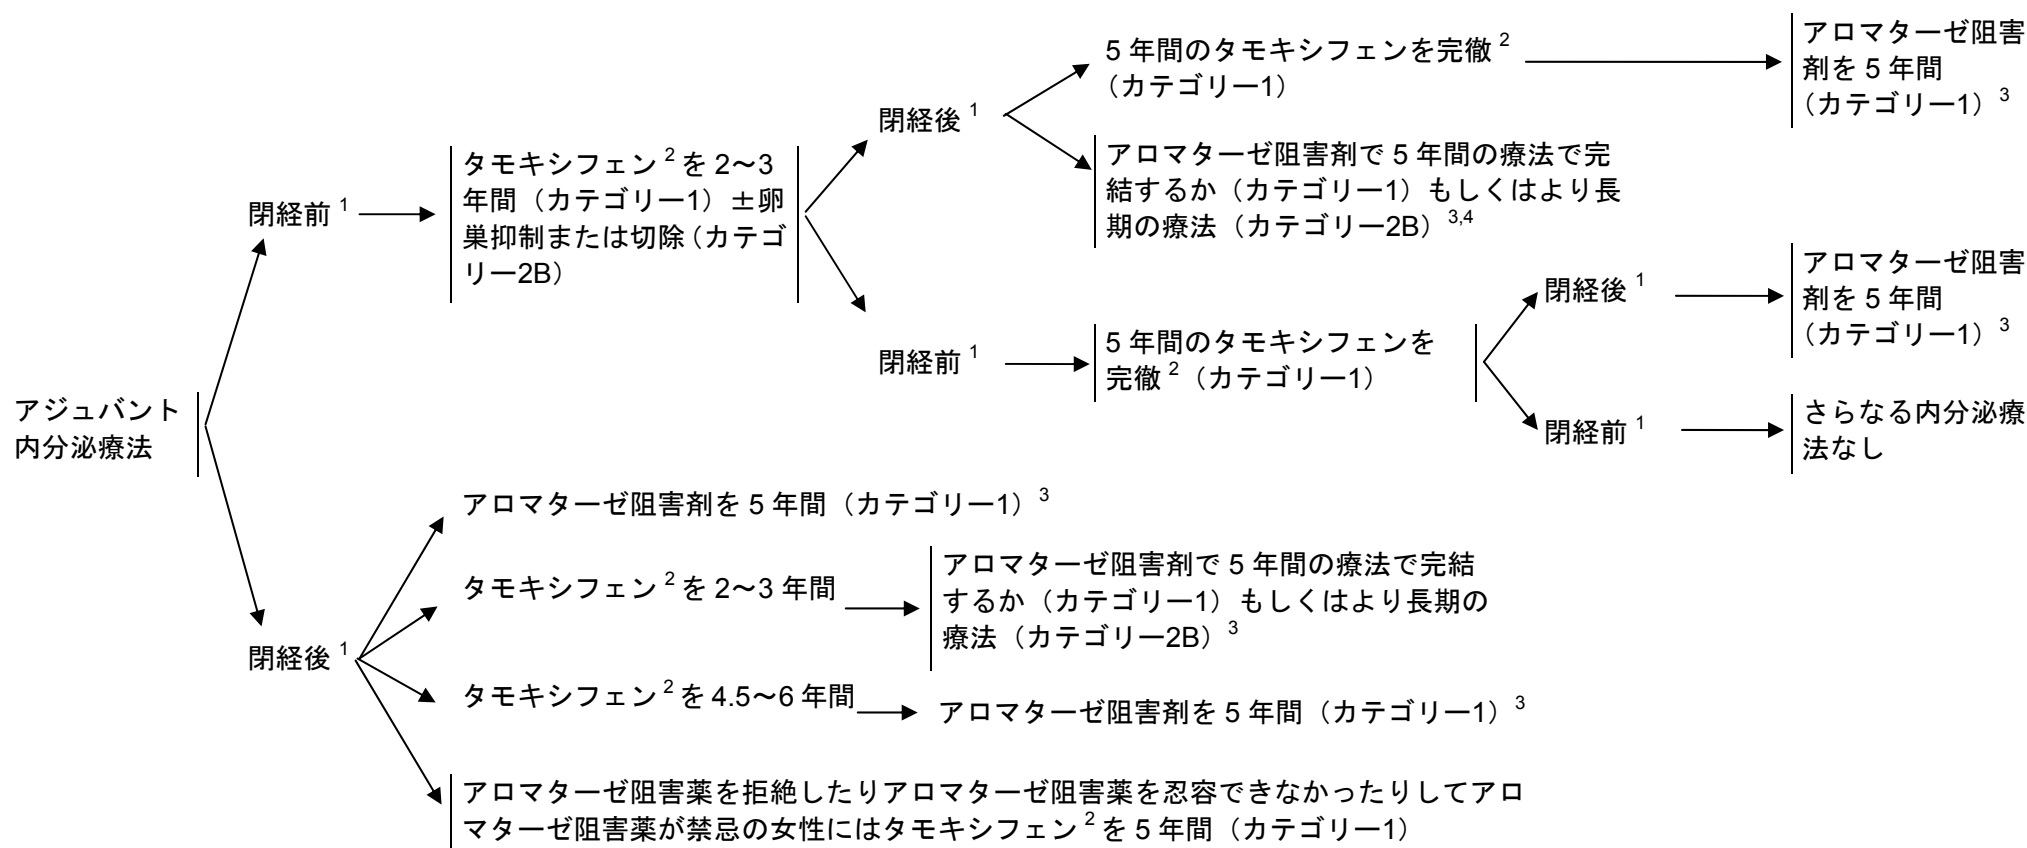 5 年間のタモキシフェンを完徹 2
（カテゴリー1）
アロマターゼ阻害
剤を 5 年間
（カテゴリー1）3
閉経後 1
アロマターゼ阻害剤で 5 年間の療法で完
結するか（カテゴリー1）もしくはより長
期の療法（カテゴリー2B）3,4
タモキシフェン 2 を 2～3
年間（カテゴリー1）±卵
巣抑制または切除（カテゴ
リー2B）
閉経前 1
閉経前 1
5 年間のタモキシフェンを
完徹 2（カテゴリー1）
閉経後 1
アロマターゼ阻害
剤を 5 年間
（カテゴリー1）3
閉経前 1
さらなる内分泌療
法なし
アジュバント
内分泌療法
閉経後 1
アロマターゼ阻害剤を 5 年間（カテゴリー1）3
タモキシフェン 2 を 2～3 年間
アロマターゼ阻害剤で 5 年間の療法で完結
するか（カテゴリー1）もしくはより長期の
療法（カテゴリー2B）3
タモキシフェン 2 を 4.5～6 年間
アロマターゼ阻害剤を 5 年間（カテゴリー1）3
アロマターゼ阻害薬を拒絶したりアロマターゼ阻害薬を忍容できなかったりしてアロ
マターゼ阻害薬が禁忌の女性にはタモキシフェン 2 を 5 年間（カテゴリー1）